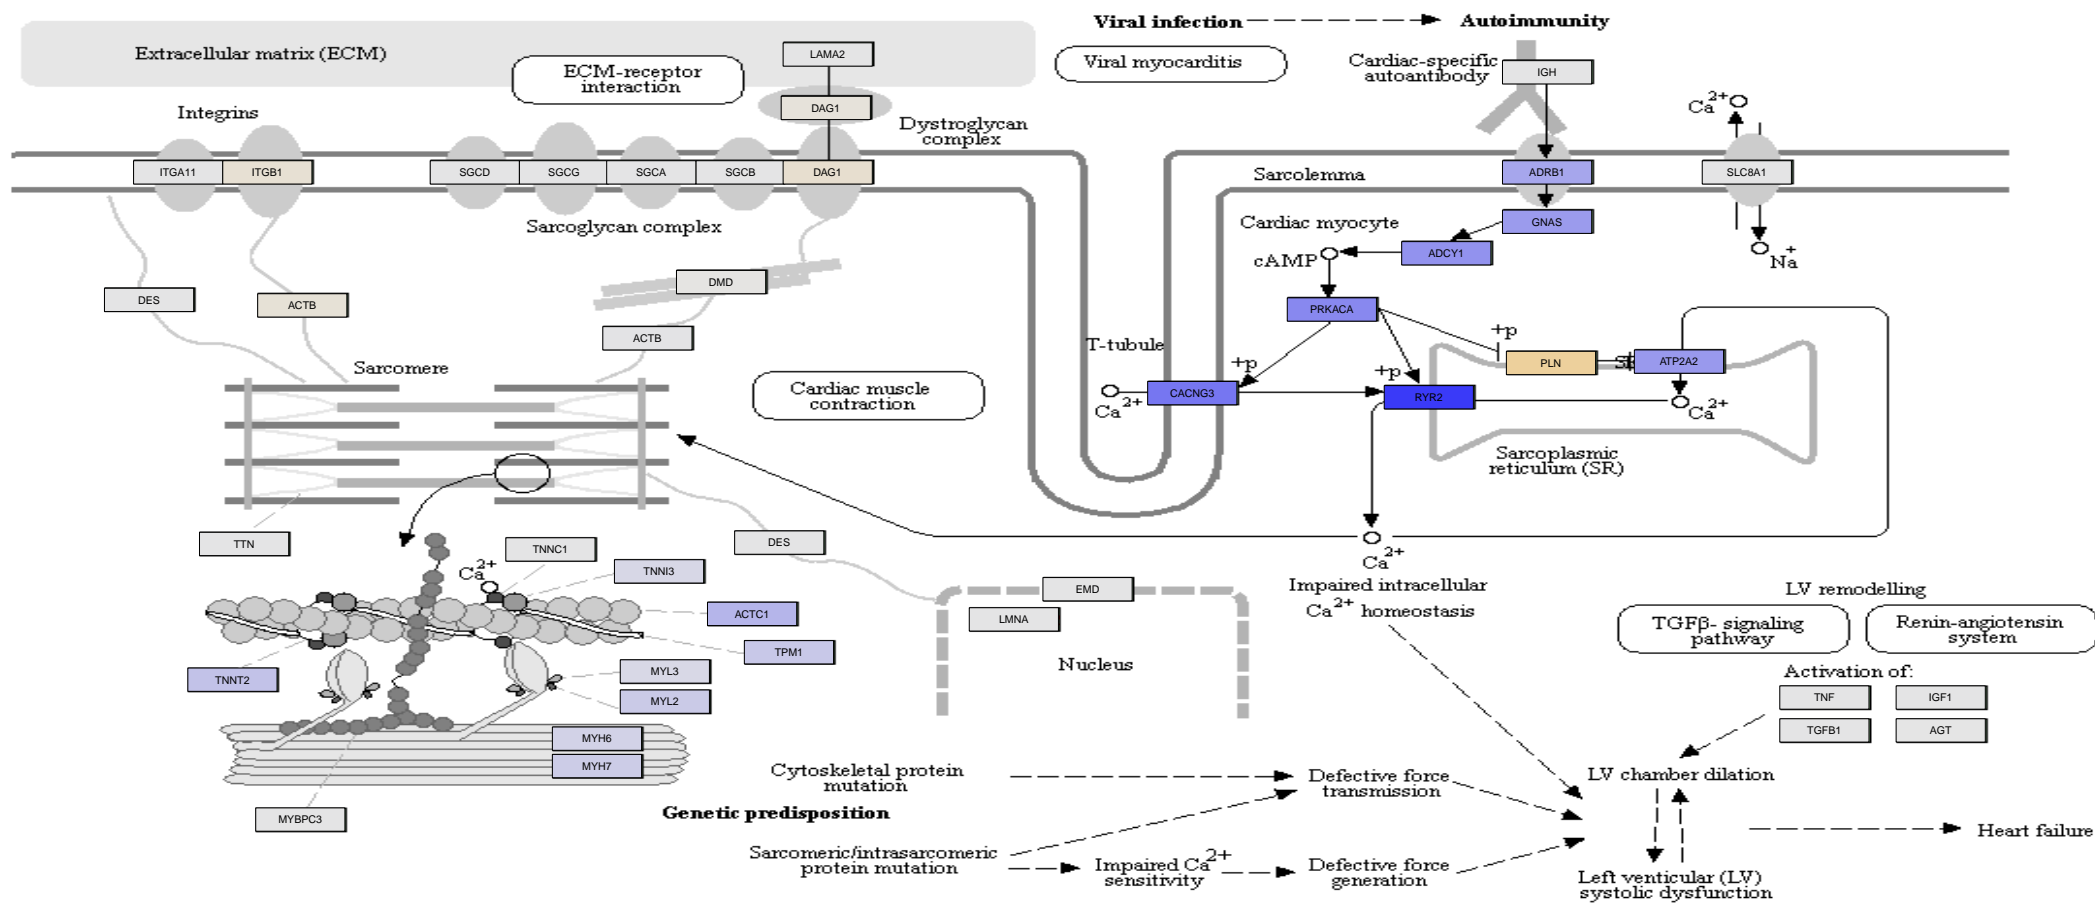 Viral infection
Autoimmunity
Extracellular matrix (ECM)
LAMA2
ECM-receptor
interaction
Viral myocarditis
Cardiac-specific
autoantibody
IGH
DAG1
Integrins
Dystroglycan
complex
Ca2+
ITGA11
ITGB1
SGCD
SGCG
SGCA
SGCB
DAG1
Sarcolemma
ADRB1
SLC8A1
Sarcoglycan complex
Cardiac myocyte
GNAS
cAMP
ADCY1
Na+
DES
ACTB
DMD
PRKACA
ACTB
T-tubule
+p
+p
+p
PLN
ATP2A2
Sarcomere
Cardiac muscle
contraction
Ca2+
CACNG3
RYR2
Ca2+
Sarcoplasmic
reticulum (SR)
TTN
TNNC1
DES
Ca2+
Ca2+
TNNI3
EMD
Impaired intracellular
Ca2+ homeostasis
LV remodelling
ACTC1
LMNA
TGFβ- signaling
pathway
Renin-angiotensin
system
TPM1
Nucleus
TNNT2
MYL3
MYL2
Activation of:
TNF
IGF1
TGFB1
AGT
MYH6
MYH7
Cytoskeletal protein
mutation
Defective force
transmission
LV chamber dilation
MYBPC3
Genetic predisposition
Heart failure
Sarcomeric/intrasarcomeric
protein mutation
Impaired Ca2+
sensitivity
Defective force
generation
Left venticular (LV)
systolic dysfunction